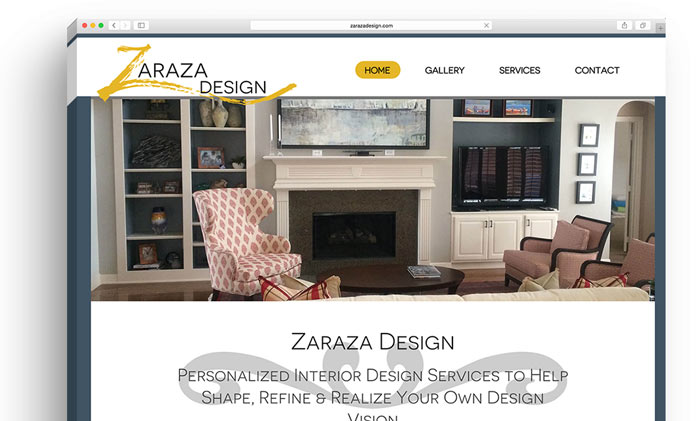 zarazadesign.com
ZARAZA
DESIGN
HOME GALLERY SERVICES CONTACT
ZARAZA DESIGN
PERSONALIZED INTERIOR DESIGN SERVICES TO HELP
SHAPE, REFINE & REALIZE YOUR OWN DESIGN
VISION